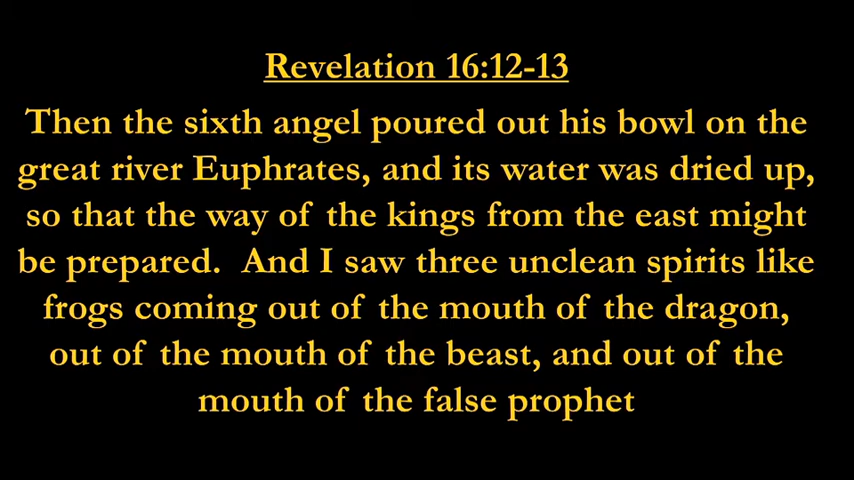 Revelation 16:12-13
Then the sixth angel poured out his bowl on the
great river Euphrates, and its water was dried up,
so that the way of the kings from the east might
be prepared.  And I saw three unclean spirits like
frogs coming out of the mouth of the dragon,
out of the mouth of the beast, and out of the
mouth of the false prophet